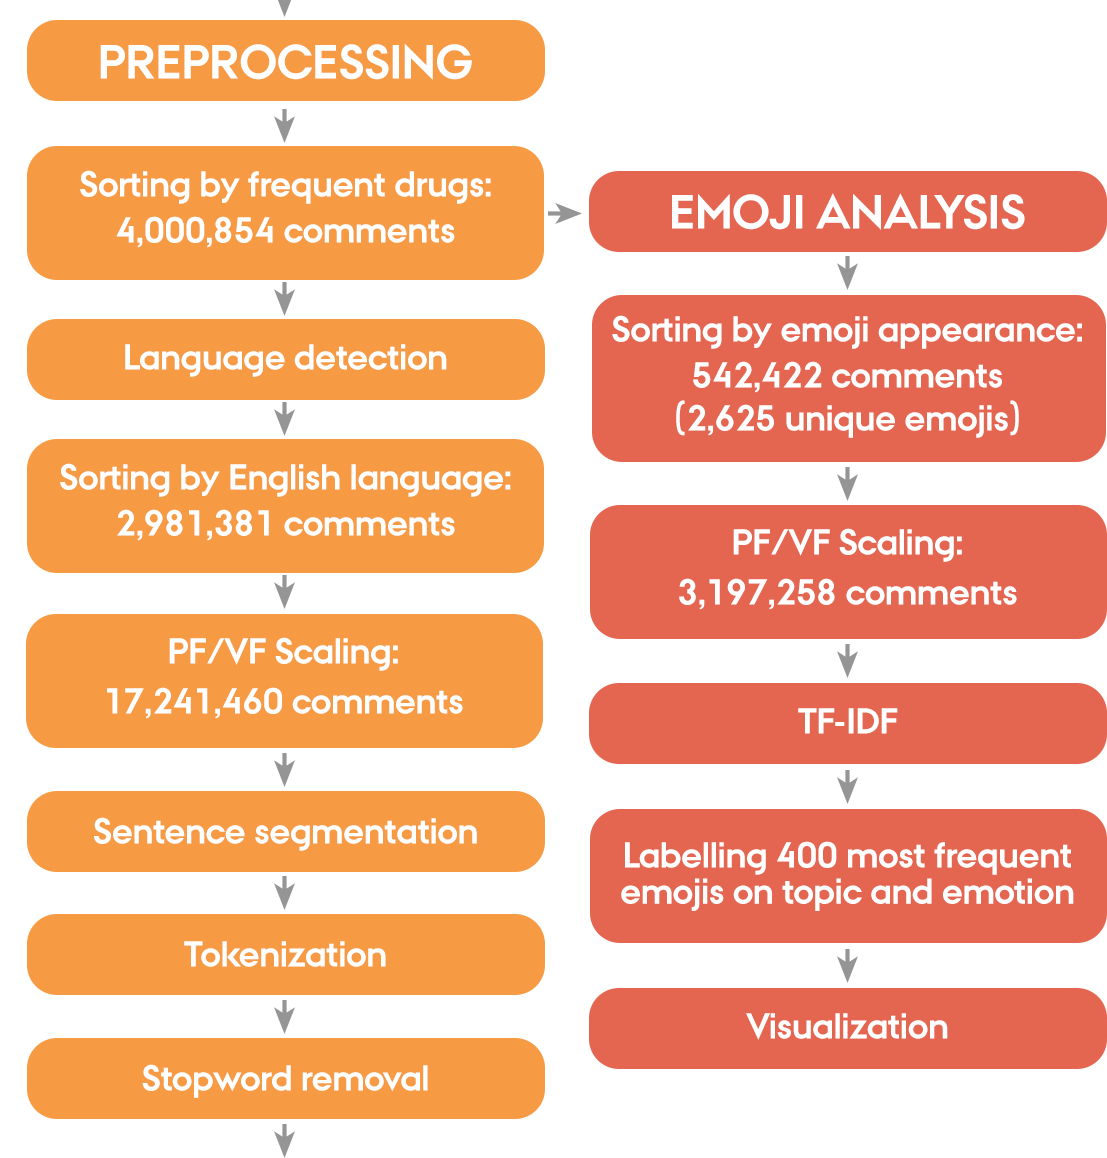 PREPROCESSING
Sorting by frequent drugs:
4,000,854 comments
Language detection
Sorting by English language:
2,981,381 comments
PF/VF Scaling:
17,241,460 comments
Sentence segmentation
Tokenization
Stopword removal
EMOJI ANALYSIS
Sorting by emoji appearance:
542,422 comments
(2,625 unique emojis)
PF/VF Scaling:
3,197,258 comments
TF-IDF
Labelling 400 most frequent
emojis on topic and emotion
Visualization